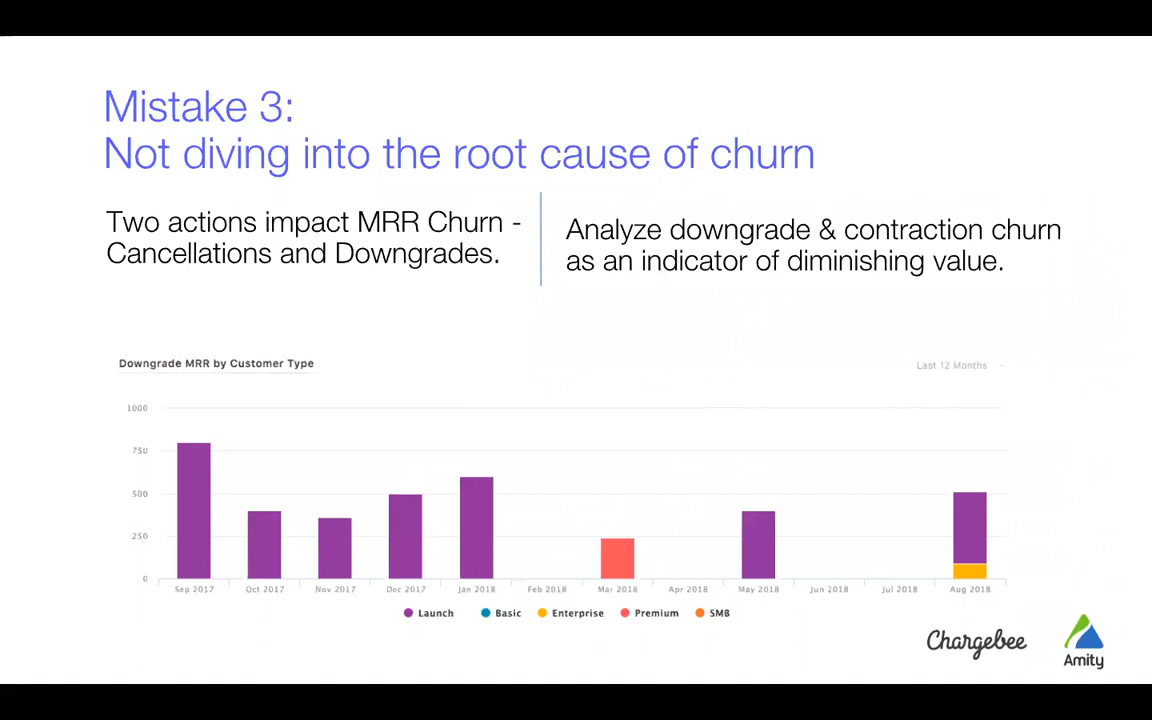 Mistake 3:
Not diving into the root cause of churn
Two actions impact MRR Churn -
Cancellations and Downgrades.
Analyze downgrade & contraction churn
as an indicator of diminishing value.
Downgrade MRR by Customer Type
Last 12 Months
1000
750
500
250
0
Sep 2017 Oct 2017 Nov 2017 Dec 2017 Jan 2018 Feb 2018 Mar 2018 Apr 2018 May 2018 Jun 2018 Jul 2018 Aug 2018
Launch Basic Enterprise Premium SMB
Chargebee
Amity